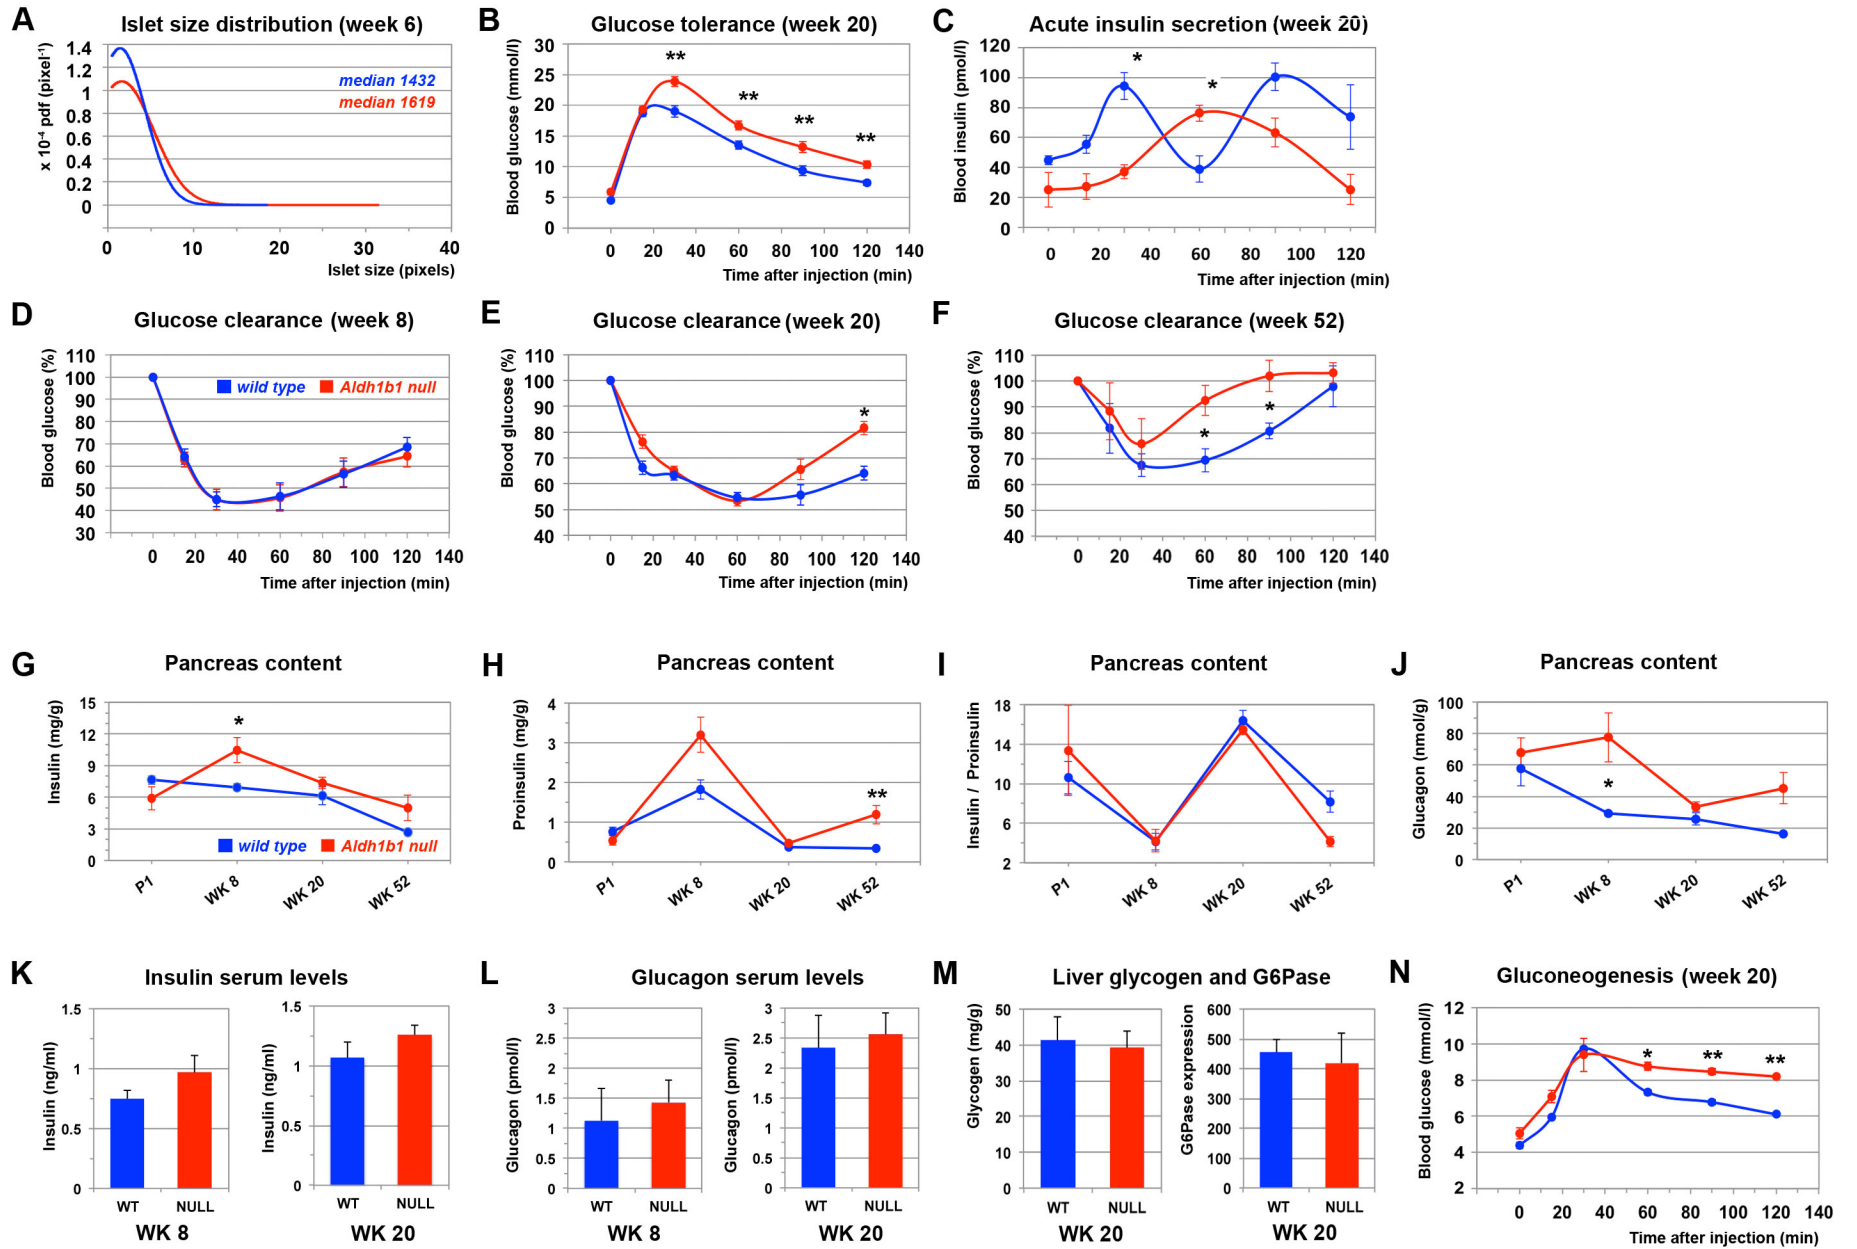 A
Islet size distribution (week 6)
x 10⁻⁴ pdf (pixel⁻¹)
1.4
1.2
1
0.8
0.6
0.4
0.2
0
median 1432
median 1619
0 10 20 30 40
Islet size (pixels)
B
Glucose tolerance (week 20)
Blood glucose (mmol/l)
30
25
20
15
10
5
0
**
**
**
**
0 20 40 60 80 100 120 140
Time after injection (min)
C
Acute insulin secretion (week 20)
Blood insulin (pmol/l)
120
100
80
60
40
20
0
*
*
0 20 40 60 80 100 120
Time after injection (min)
D
Glucose clearance (week 8)
Blood glucose (%)
110
100
90
80
70
60
50
40
30
wild type Aldh1b1 null
0 20 40 60 80 100 120 140
Time after injection (min)
E
Glucose clearance (week 20)
Blood glucose (%)
110
100
90
80
70
60
50
40
*
0 20 40 60 80 100 120 140
Time after injection (min)
F
Glucose clearance (week 52)
Blood glucose (%)
110
100
90
80
70
60
50
40
*
*
0 20 40 60 80 100 120 140
Time after injection (min)
G
Pancreas content
Insulin (mg/g)
15
12
9
6
3
0
*
wild type Aldh1b1 null
P1 WK 8 WK 20 WK 52
H
Pancreas content
Proinsulin (mg/g)
4
3
2
1
0
**
P1 WK 8 WK 20 WK 52
I
Pancreas content
Insulin / Proinsulin
18
14
10
6
2
P1 WK 8 WK 20 WK 52
J
Pancreas content
Glucagon (nmol/g)
100
80
60
40
20
0
*
P1 WK 8 WK 20 WK 52
K
Insulin serum levels
Insulin (ng/ml)
1.5
1
0.5
0
WT NULL
WK 8
Insulin (ng/ml)
1.5
1
0.5
0
WT NULL
WK 20
L
Glucagon serum levels
Glucagon (pmol/l)
3
2.5
2
1.5
1
0.5
0
WT NULL
WK 8
Glucagon (pmol/l)
3
2.5
2
1.5
1
0.5
0
WT NULL
WK 20
M
Liver glycogen and G6Pase
Glycogen (mg/g)
50
40
30
20
10
0
WT NULL
WK 20
G6Pase expression
600
500
400
300
200
100
0
WT NULL
WK 20
N
Gluconeogenesis (week 20)
Blood glucose (mmol/l)
12
10
8
6
4
2
*
**
**
0 20 40 60 80 100 120 140
Time after injection (min)